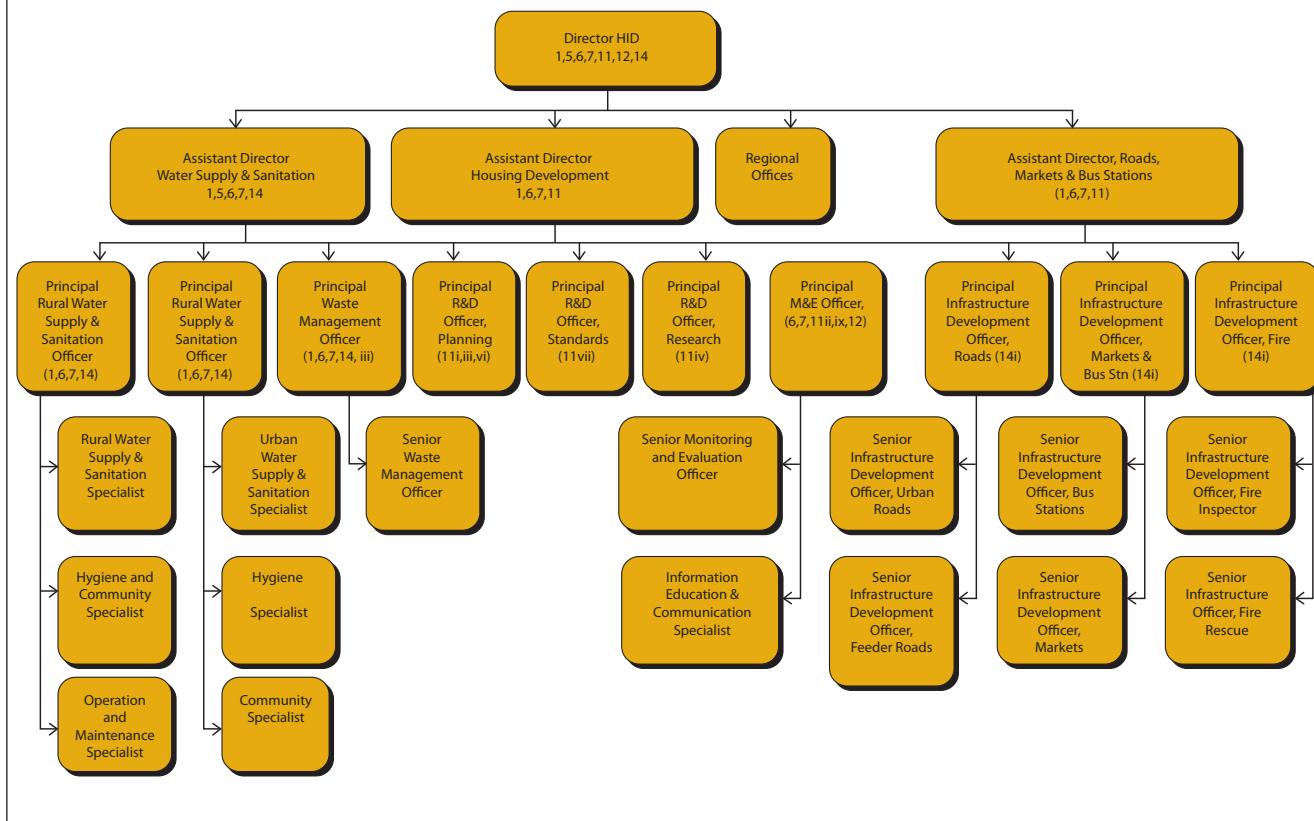 Director HID
1,5,6,7,11,12,14
Assistant Director
Water Supply & Sanitation
1,5,6,7,14
Assistant Director
Housing Development
1,6,7,11
Regional
Offices
Assistant Director, Roads,
Markets & Bus Stations
(1,6,7,11)
Principal
Rural Water
Supply &
Sanitation
Officer
(1,6,7,14)
Principal
Rural Water
Supply &
Sanitation
Officer
(1,6,7,14)
Principal
Waste
Management
Officer
(1,6,7,14, iii)
Principal
R&D
Officer,
Planning
(11i,iii,vi)
Principal
R&D
Officer,
Standards
(11vii)
Principal
R&D
Officer,
Research
(11iv)
Principal
M&E Officer,
(6,7,11ii,ix,12)
Principal
Infrastructure
Development
Officer,
Roads (14i)
Principal
Infrastructure
Development
Officer,
Markets &
Bus Stn (14i)
Principal
Infrastructure
Development
Officer, Fire
(14i)
Rural Water
Supply &
Sanitation
Specialist
Urban
Water
Supply &
Sanitation
Specialist
Senior
Waste
Management
Officer
Senior Monitoring
and Evaluation
Officer
Senior
Infrastructure
Development
Officer, Urban
Roads
Senior
Infrastructure
Development
Officer, Bus
Stations
Senior
Infrastructure
Development
Officer, Fire
Inspector
Hygiene and
Community
Specialist
Hygiene
Specialist
Information
Education &
Communication
Specialist
Senior
Infrastructure
Development
Officer,
Feeder Roads
Senior
Infrastructure
Development
Officer,
Markets
Senior
Infrastructure
Officer, Fire
Rescue
Operation
and
Maintenance
Specialist
Community
Specialist